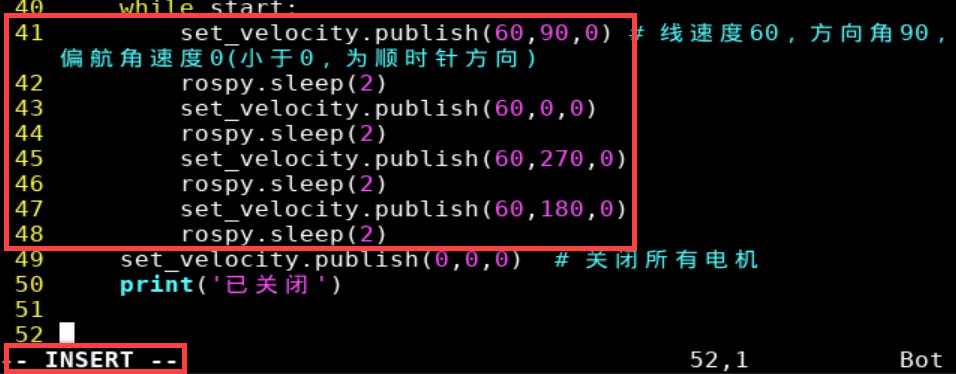 40     while start:
41         set_velocity.publish(60,90,0) # 线速度60，方向角90，
偏航角速度0(小于0，为顺时针方向)
42         rospy.sleep(2)
43         set_velocity.publish(60,0,0)
44         rospy.sleep(2)
45         set_velocity.publish(60,270,0)
46         rospy.sleep(2)
47         set_velocity.publish(60,180,0)
48         rospy.sleep(2)
49     set_velocity.publish(0,0,0)  # 关闭所有电机
50     print('已关闭')
51
52
-- INSERT --                                  52,1          Bot